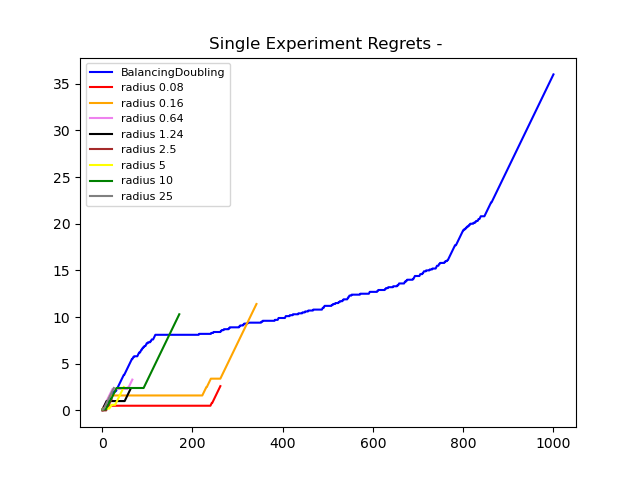 Single Experiment Regrets -
BalancingDoubling
radius 0.08
radius 0.16
radius 0.64
radius 1.24
radius 2.5
radius 5
radius 10
radius 25
35
30
25
20
15
10
5
0
0 200 400 600 800 1000